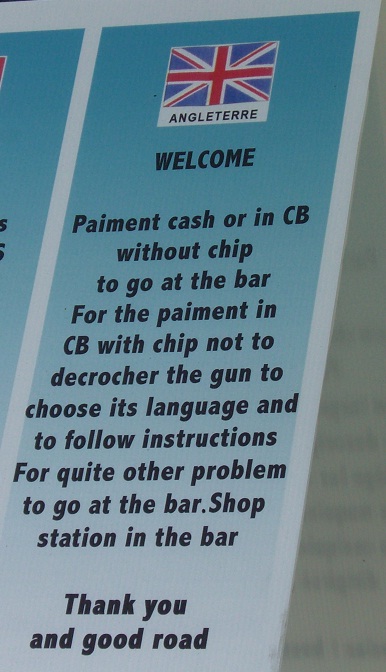 ANGLETERRE
WELCOME
Paiment cash or in CB
without chip
to go at the bar
For the paiment in
CB with chip not to
decrocher the gun to
choose its language and
to follow instructions
For quite other problem
to go at the bar.Shop
station in the bar
Thank you
and good road